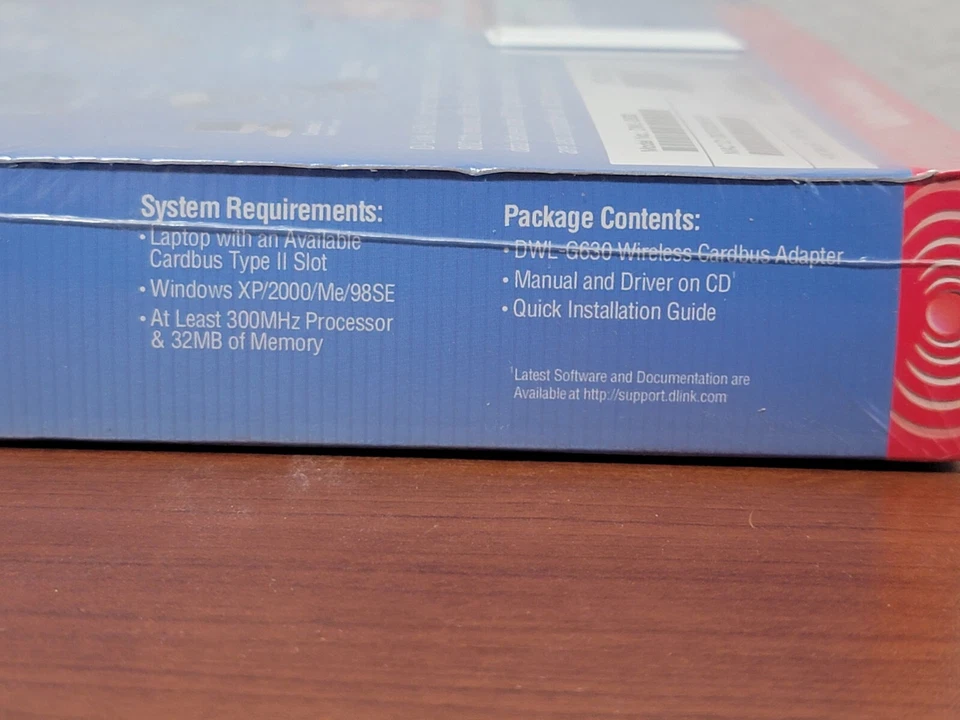 System Requirements:
• Laptop with an Available
Cardbus Type II Slot
• Windows XP/2000/Me/98SE
• At Least 300MHz Processor
& 32MB of Memory
Package Contents:
• DWL-G630 Wireless Cardbus Adapter
• Manual and Driver on CD¹
• Quick Installation Guide
¹Latest Software and Documentation are
Available at http://support.dlink.com